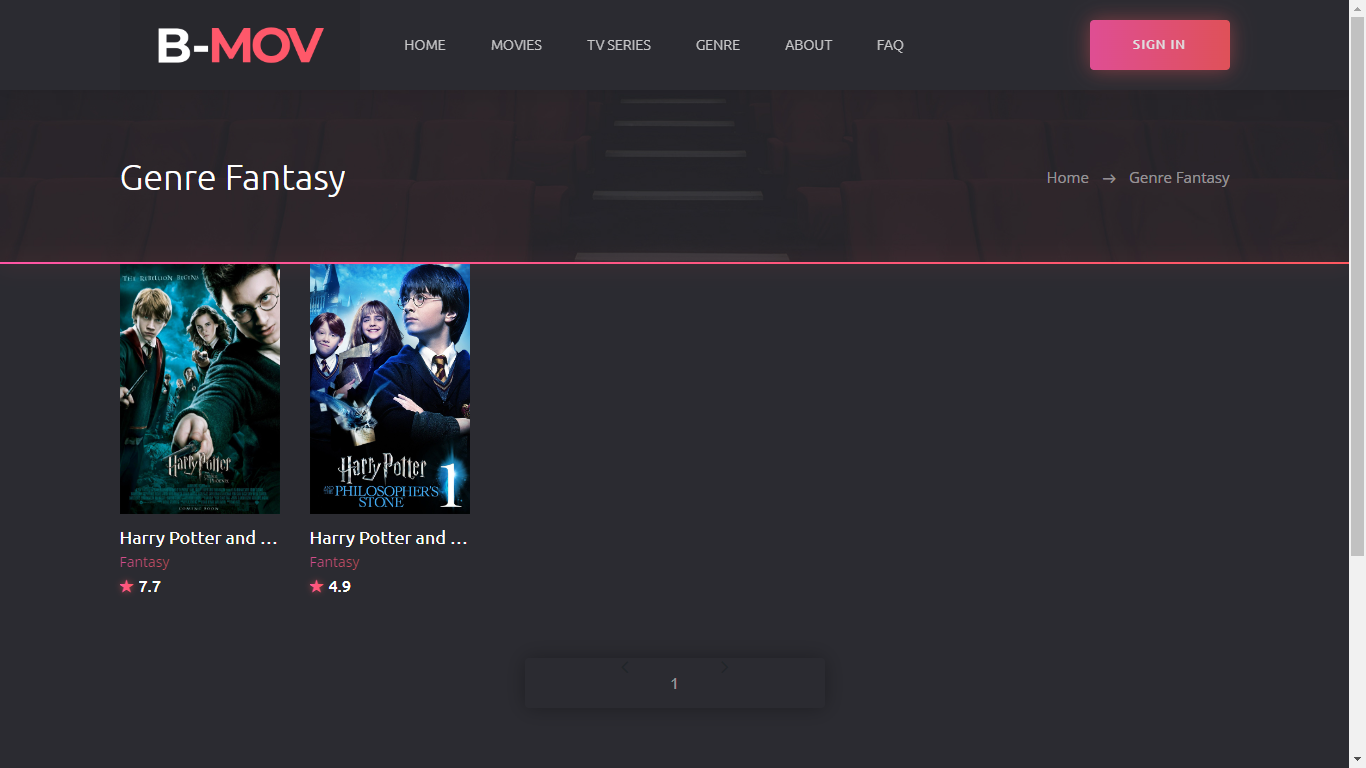 B-MOV
HOME
MOVIES
TV SERIES
GENRE
ABOUT
FAQ
SIGN IN
Genre Fantasy
Home → Genre Fantasy
THE REBELLION BEGINS
Harry Potter
COMING SOON
Harry Potter
AND THE
PHILOSOPHER'S
STONE
1
Harry Potter and ...
Fantasy
7.7
Harry Potter and ...
Fantasy
4.9
1